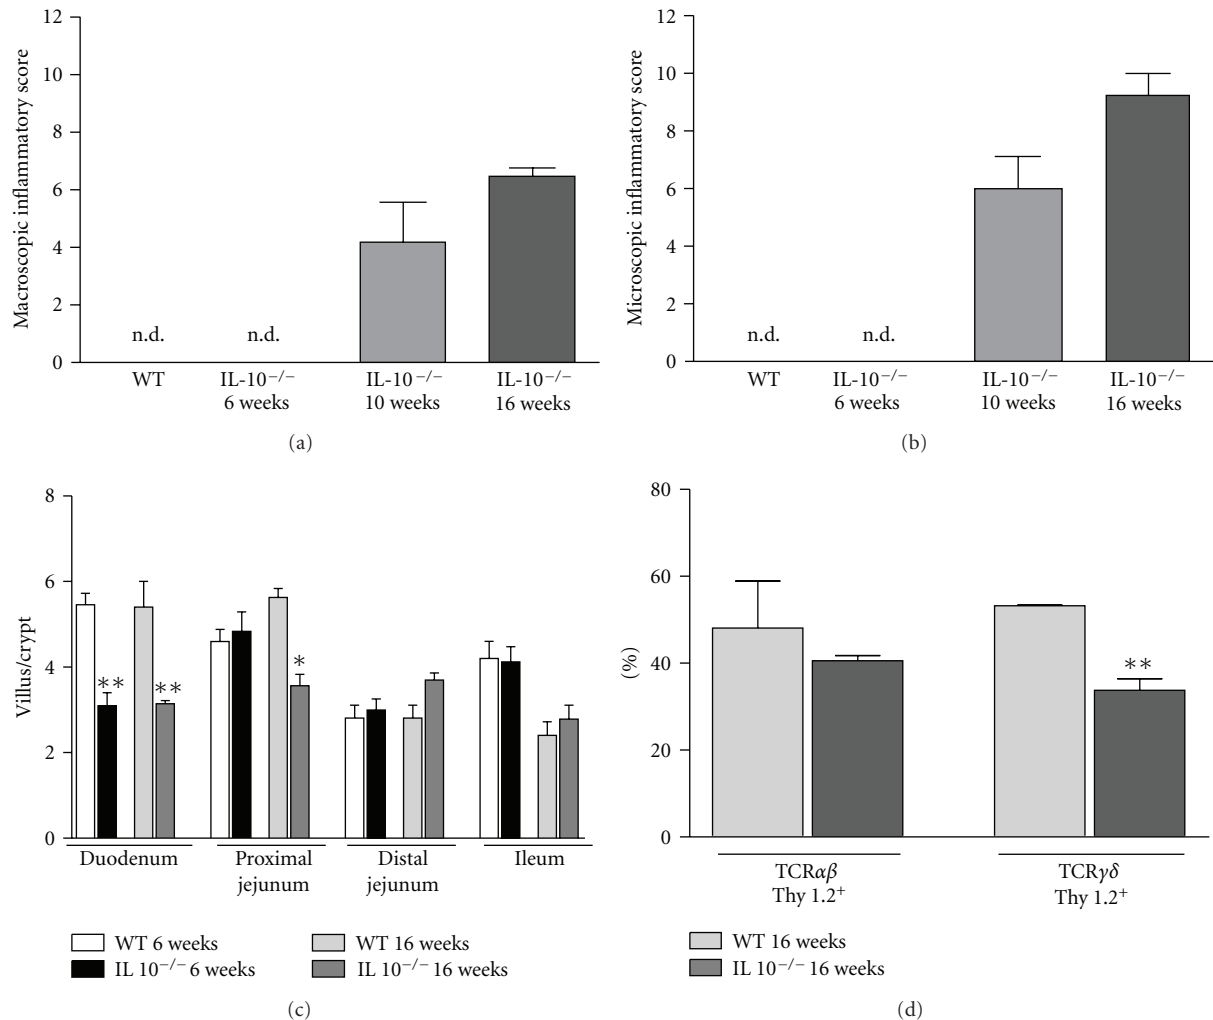 12
10
8
6
4
2
0
Macroscopic inflammatory score
n.d.
n.d.
WT
IL-10⁻/⁻
6 weeks
IL-10⁻/⁻
10 weeks
IL-10⁻/⁻
16 weeks
(a)
12
10
8
6
4
2
0
Microscopic inflammatory score
n.d.
n.d.
WT
IL-10⁻/⁻
6 weeks
IL-10⁻/⁻
10 weeks
IL-10⁻/⁻
16 weeks
(b)
8
6
4
2
0
Villus/crypt
**
**
*
Duodenum
Proximal
jejunum
Distal
jejunum
Ileum
WT 6 weeks
IL 10⁻/⁻ 6 weeks
WT 16 weeks
IL 10⁻/⁻ 16 weeks
(c)
80
60
40
20
0
(%)
**
TCRαβ
Thy 1.2⁺
TCRγδ
Thy 1.2⁺
WT 16 weeks
IL 10⁻/⁻ 16 weeks
(d)